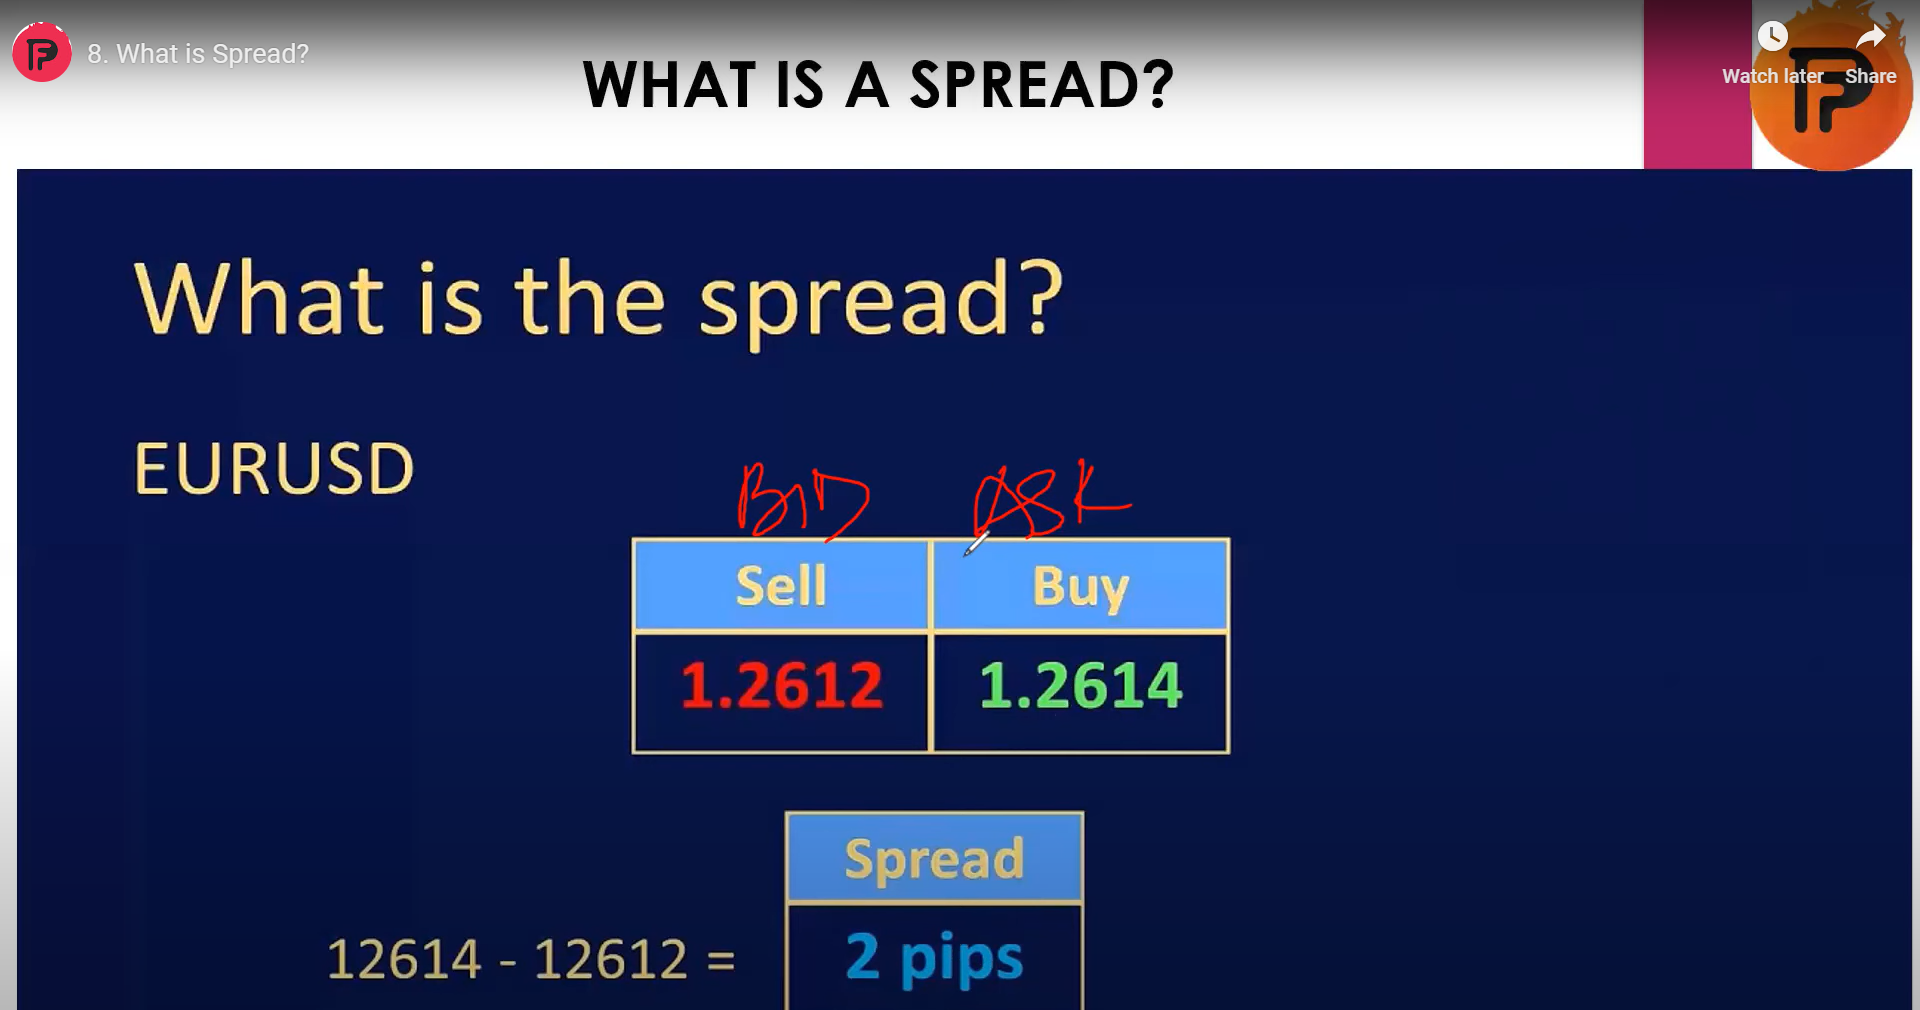 8. What is Spread?
WHAT IS A SPREAD?
Watch later Share
What is the spread?
EURUSD
BID ASK
Sell Buy
1.2612 1.2614
Spread
12614 - 12612 = 2 pips